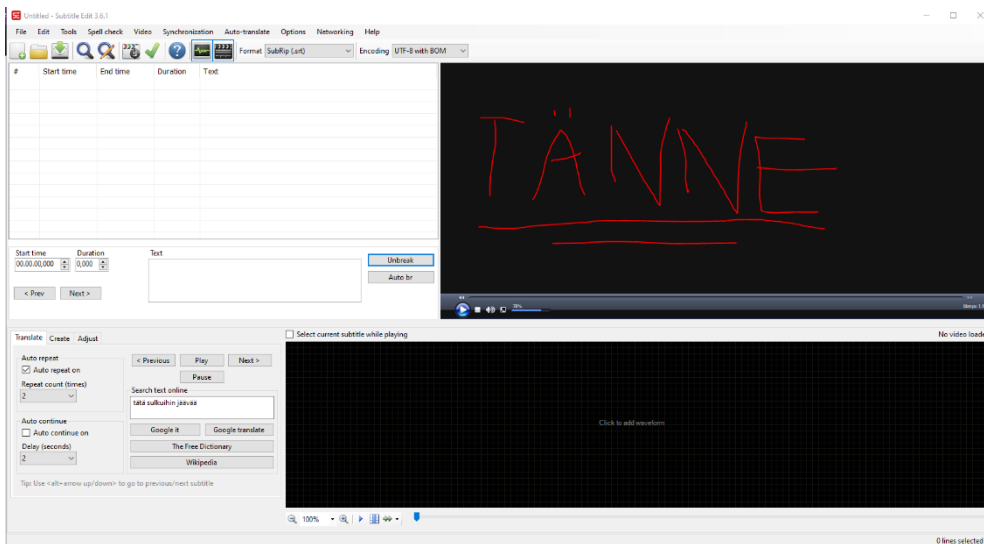 Untitled - Subtitle Edit 3.6.1
File Edit Tools Spell check Video Synchronization Auto-translate Options Networking Help
Format SubRip (.srt) Encoding UTF-8 with BOM
# Start time End time Duration Text
TÄNNE
Start time Duration Text
00:00:00,000 0,000
Unbreak
Auto br
< Prev Next >
78%
Translate Create Adjust
Select current subtitle while playing
No video loade
Auto repeat
Auto repeat on
Repeat count (times)
2
< Previous Play Next >
Pause
Search text online
tätä sulkuihin jäävää
Google it Google translate
The Free Dictionary
Wikipedia
Auto continue
Auto continue on
Delay (seconds)
2
Tip: Use <alt+arrow up/down> to go to previous/next subtitle
Click to add waveform
100%
0 lines selected